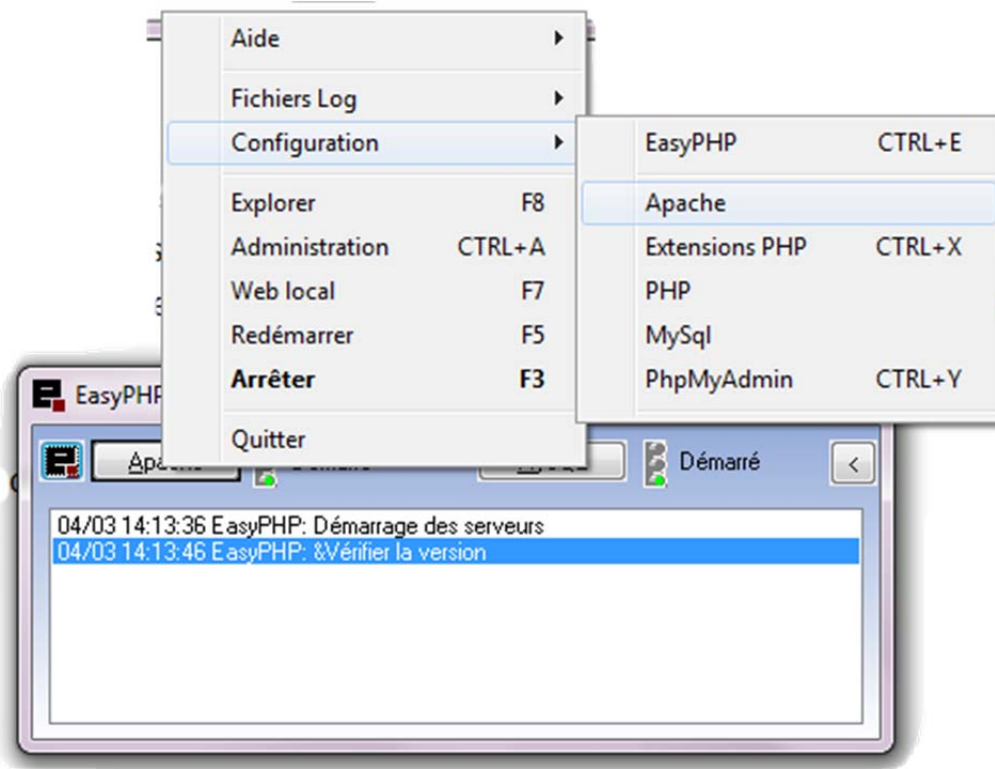 Aide
Fichiers Log
Configuration
Explorer F8
Administration CTRL+A
Web local F7
Redémarrer F5
Arrêter F3
Quitter
EasyPHP CTRL+E
Apache
Extensions PHP CTRL+X
PHP
MySql
PhpMyAdmin CTRL+Y
EasyPHP
Démarré
<
04/03 14:13:36 EasyPHP: Démarrage des serveurs
04/03 14:13:46 EasyPHP: &Vérifier la version